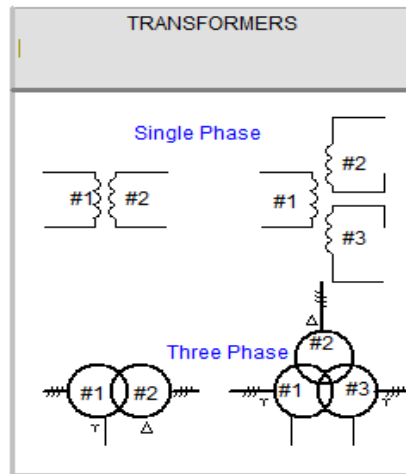 TRANSFORMERS
Single Phase
#1 #2
#1 #2
#3
Three Phase
#1 #2
Y Δ
Δ
#2
#1 #3
Y Y